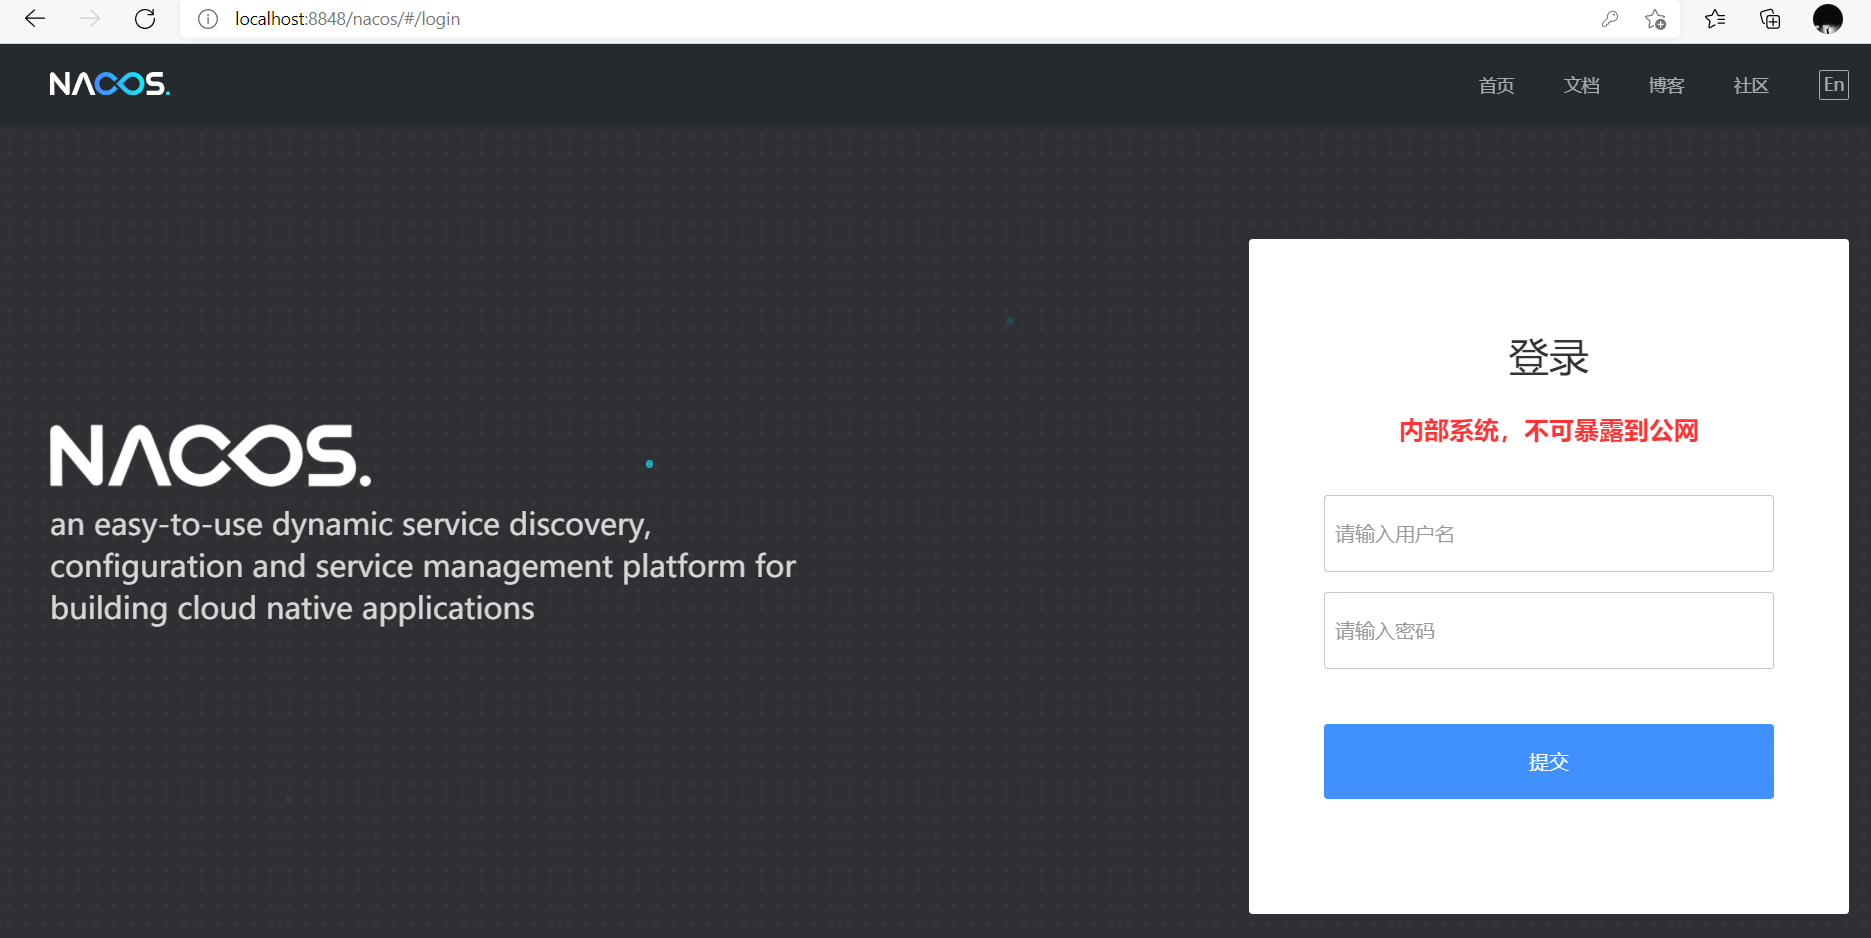 localhost:8848/nacos/#/login
NACOS.
首页 文档 博客 社区 En
NACOS.
an easy-to-use dynamic service discovery,
configuration and service management platform for
building cloud native applications
登录
内部系统，不可暴露到公网
请输入用户名
请输入密码
提交